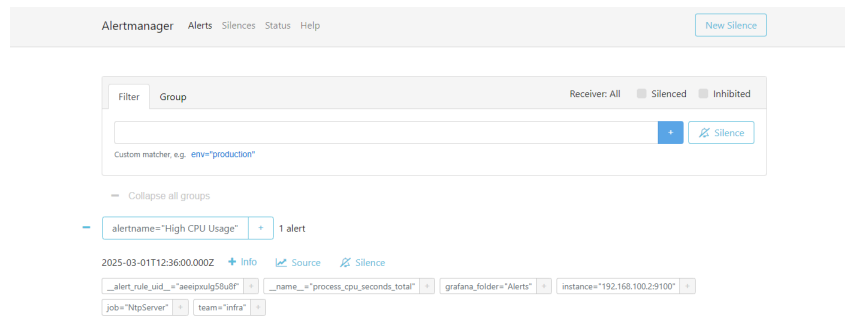 Alertmanager Alerts Silences Status Help New Silence
Filter Group Receiver: All Silenced Inhibited
+ Silence
Custom matcher, e.g. env="production"
− Collapse all groups
− alertname="High CPU Usage" + 1 alert
2025-03-01T12:36:00.000Z + Info Source Silence
__alert_rule_uid__="aeeipxulg58u8f" + __name__="process_cpu_seconds_total" + grafana_folder="Alerts" + instance="192.168.100.2:9100" +
job="NtpServer" + team="infra" +